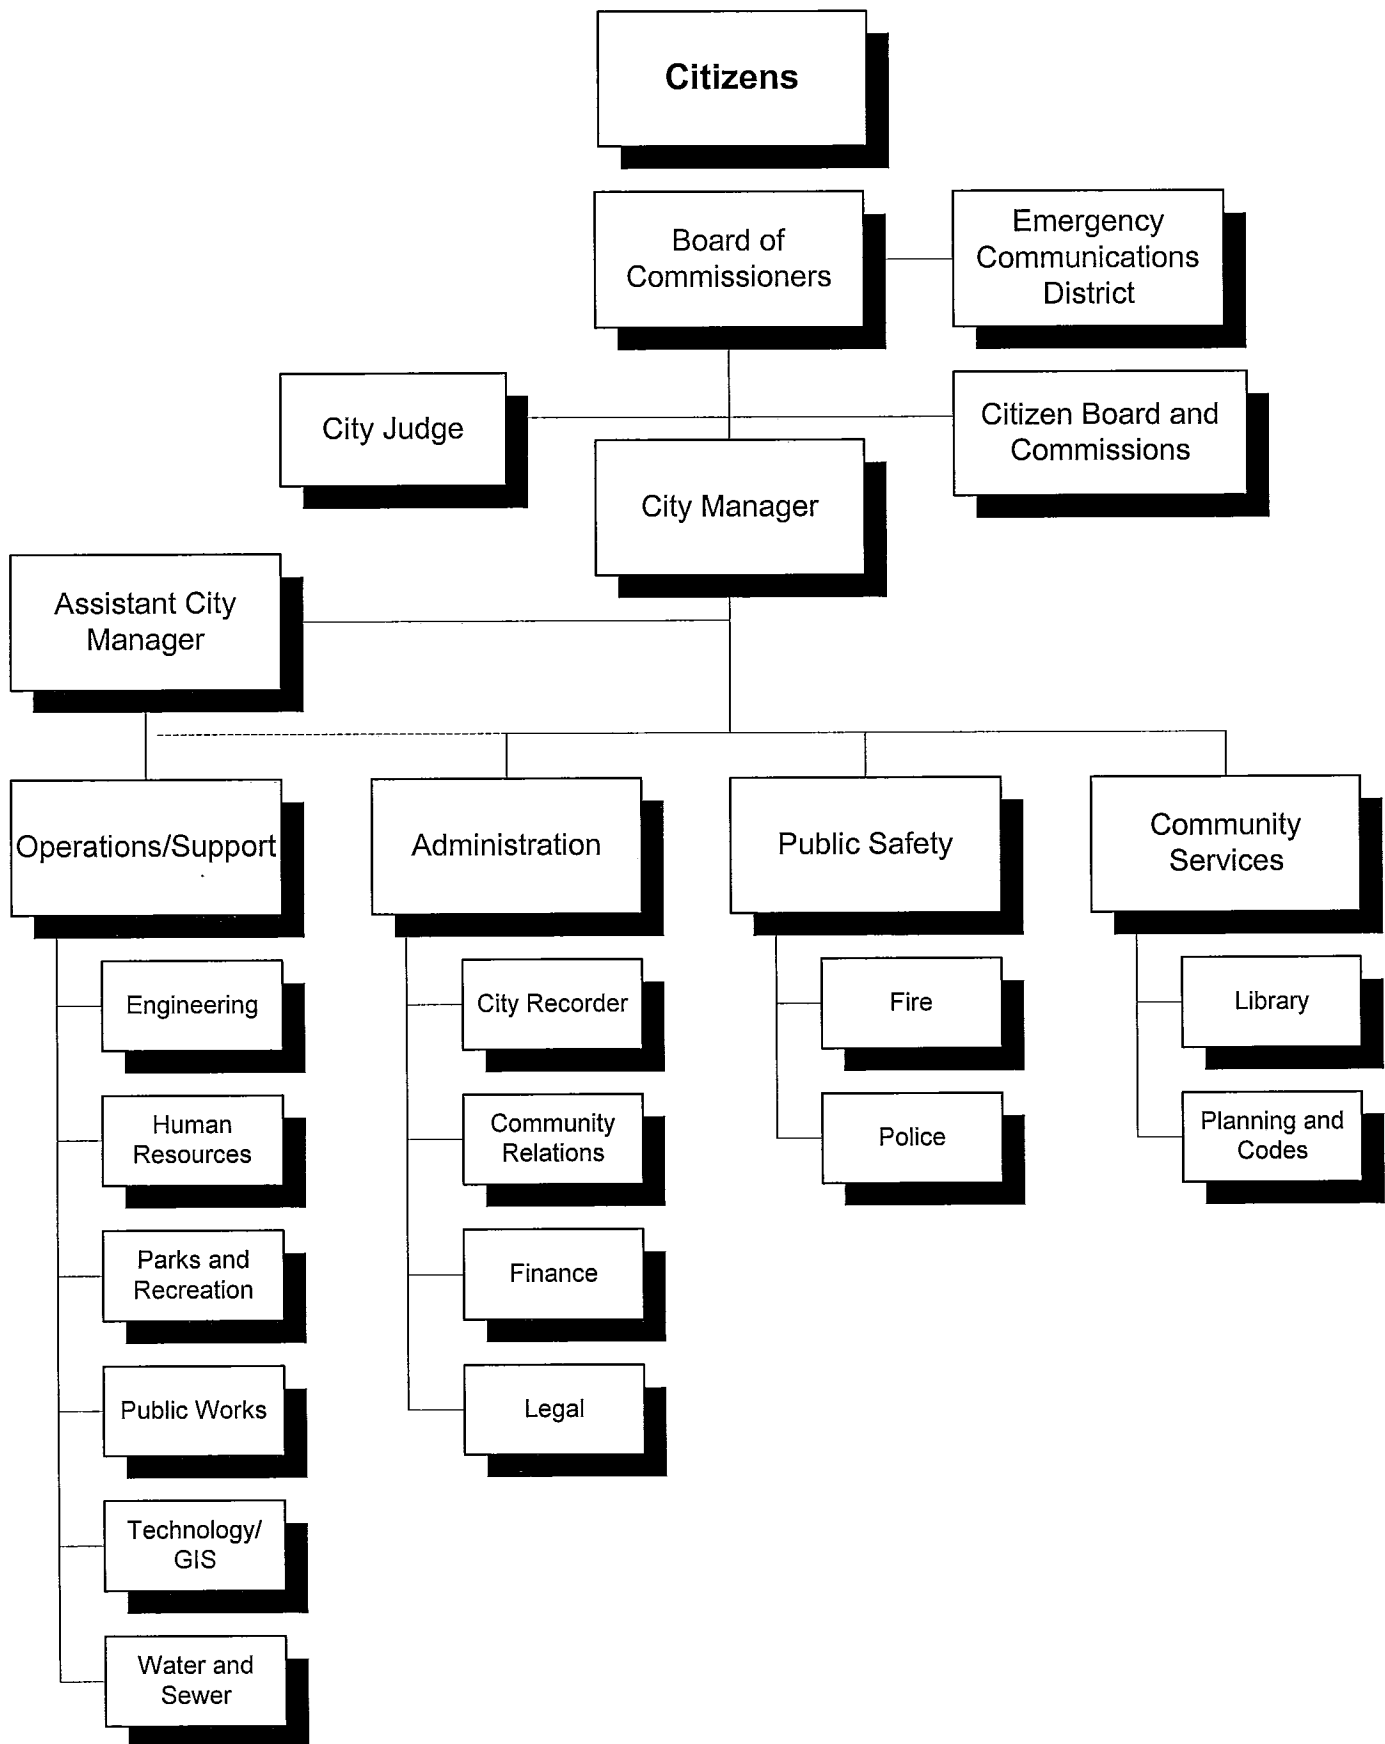 Citizens
Board of
Commissioners
Emergency
Communications
District
City Judge
Citizen Board and
Commissions
City Manager
Assistant City
Manager
Operations/Support
Administration
Public Safety
Community
Services
Engineering
Human
Resources
Parks and
Recreation
Public Works
Technology/
GIS
Water and
Sewer
City Recorder
Community
Relations
Finance
Legal
Fire
Police
Library
Planning and
Codes